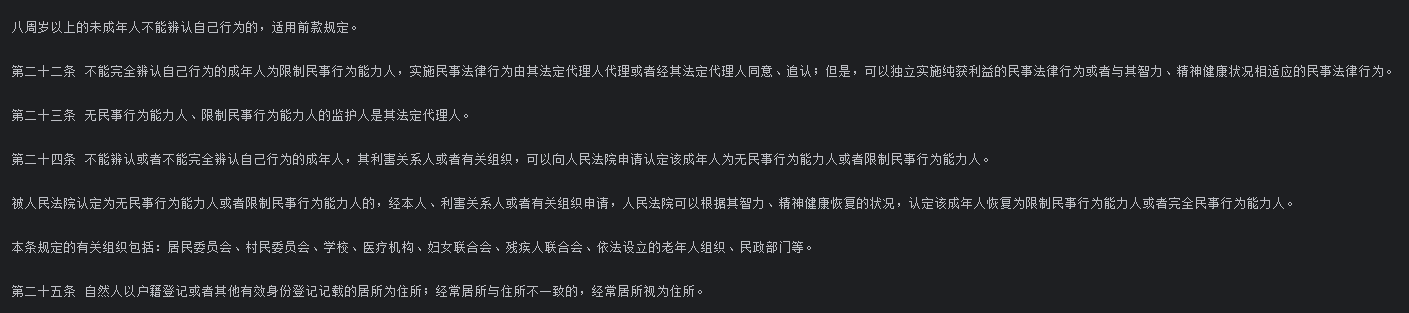 八周岁以上的未成年人不能辨认自己行为的，适用前款规定。
第二十二条 不能完全辨认自己行为的成年人为限制民事行为能力人，实施民事法律行为由其法定代理人代理或者经其法定代理人同意、追认；但是，可以独立实施纯获利益的民事法律行为或者与其智力、精神健康状况相适应的民事法律行为。
第二十三条 无民事行为能力人、限制民事行为能力人的监护人是其法定代理人。
第二十四条 不能辨认或者不能完全辨认自己行为的成年人，其利害关系人或者有关组织，可以向人民法院申请认定该成年人为无民事行为能力人或者限制民事行为能力人。
被人民法院认定为无民事行为能力人或者限制民事行为能力人的，经本人、利害关系人或者有关组织申请，人民法院可以根据其智力、精神健康恢复的状况，认定该成年人恢复为限制民事行为能力人或者完全民事行为能力人。
本条规定的有关组织包括：居民委员会、村民委员会、学校、医疗机构、妇女联合会、残疾人联合会、依法设立的老年人组织、民政部门等。
第二十五条 自然人以户籍登记或者其他有效身份登记记载的居所为住所；经常居所与住所不一致的，经常居所视为住所。